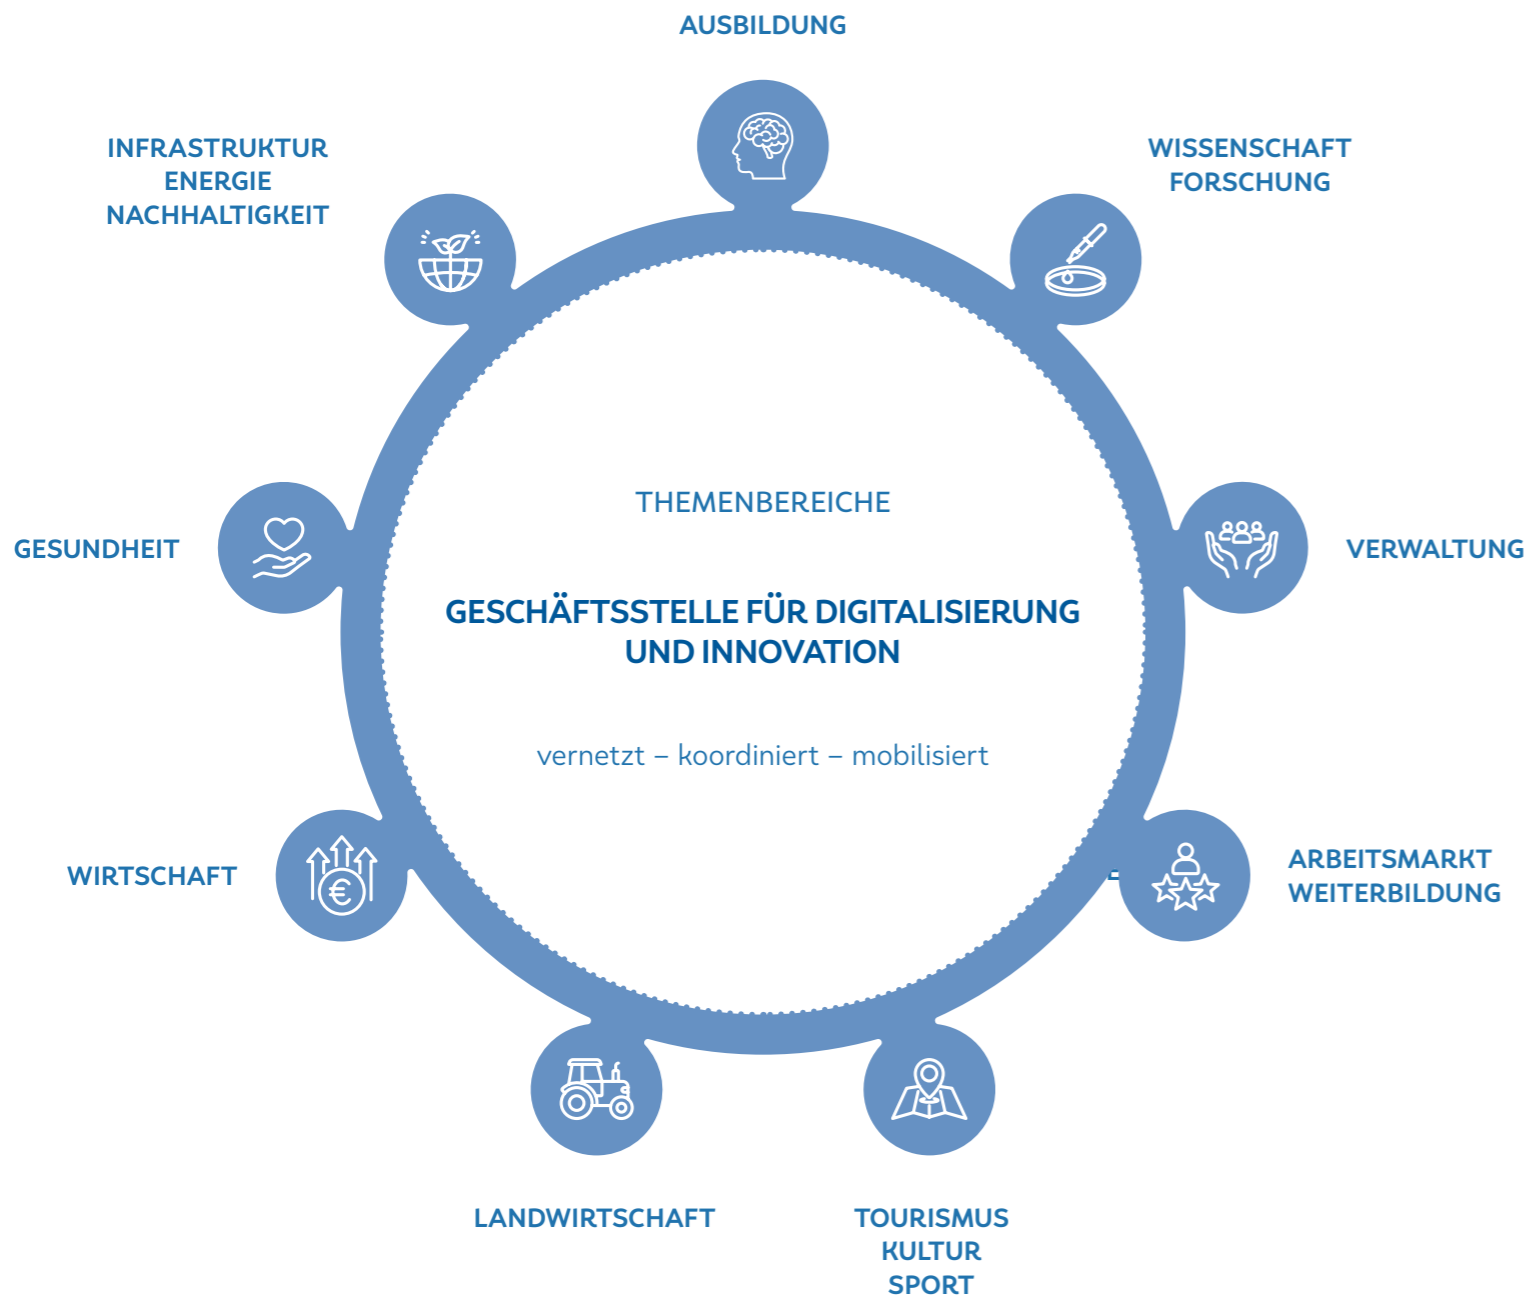 AUSBILDUNG
INFRASTRUKTUR
ENERGIE
NACHHALTIGKEIT
WISSENSCHAFT
FORSCHUNG
THEMENBEREICHE
GESUNDHEIT
VERWALTUNG
GESCHÄFTSSTELLE FÜR DIGITALISIERUNG
UND INNOVATION
vernetzt – koordiniert – mobilisiert
WIRTSCHAFT
€
ARBEITSMARKT
WEITERBILDUNG
LANDWIRTSCHAFT
TOURISMUS
KULTUR
SPORT